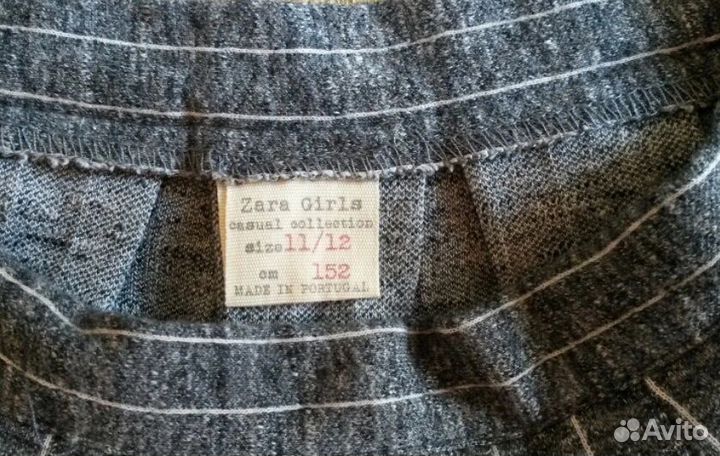 Zara Girls
casual collection
size 11/12
cm 152
MADE IN PORTUGAL
Avito